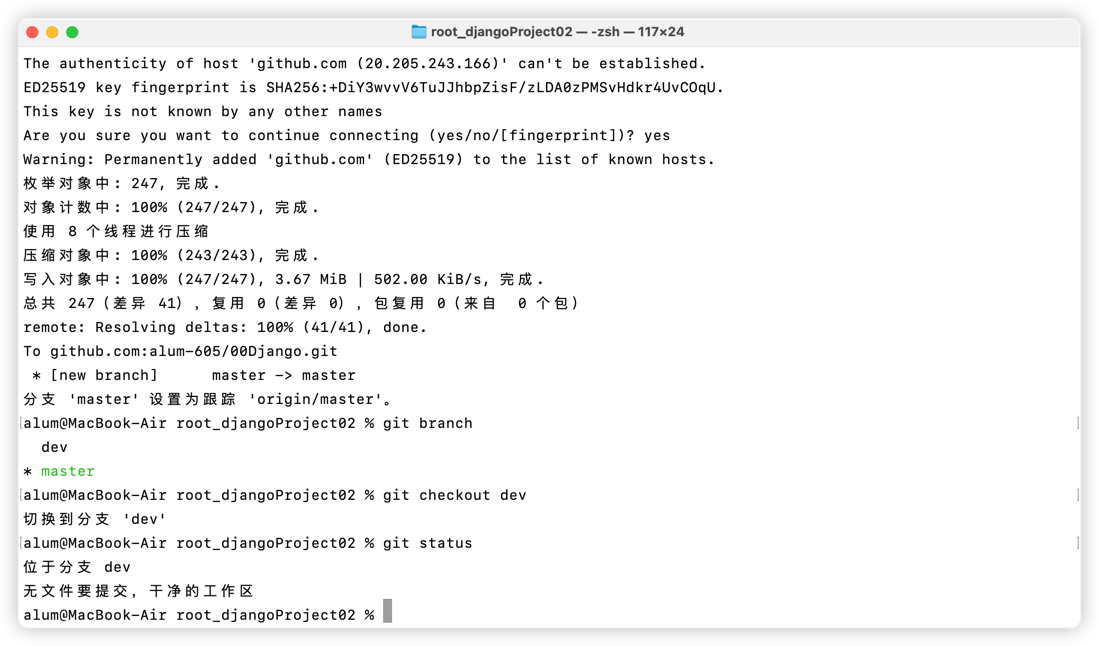 root_djangoProject02 — -zsh — 117×24
The authenticity of host 'github.com (20.205.243.166)' can't be established.
ED25519 key fingerprint is SHA256:+DiY3wvvV6TuJJhbpZisF/zLDA0zPMSvHdkr4UvCOqU.
This key is not known by any other names
Are you sure you want to continue connecting (yes/no/[fingerprint])? yes
Warning: Permanently added 'github.com' (ED25519) to the list of known hosts.
枚举对象中: 247, 完成.
对象计数中: 100% (247/247), 完成.
使用 8 个线程进行压缩
压缩对象中: 100% (243/243), 完成.
写入对象中: 100% (247/247), 3.67 MiB | 502.00 KiB/s, 完成.
总共 247（差异 41），复用 0（差异 0），包复用 0（来自  0 个包）
remote: Resolving deltas: 100% (41/41), done.
To github.com:alum-605/00Django.git
 * [new branch]      master -> master
分支 'master' 设置为跟踪 'origin/master'。
[alum@MacBook-Air root_djangoProject02 % git branch ]
  dev
* master
[alum@MacBook-Air root_djangoProject02 % git checkout dev ]
切换到分支 'dev'
[alum@MacBook-Air root_djangoProject02 % git status ]
位于分支 dev
无文件要提交，干净的工作区
alum@MacBook-Air root_djangoProject02 %